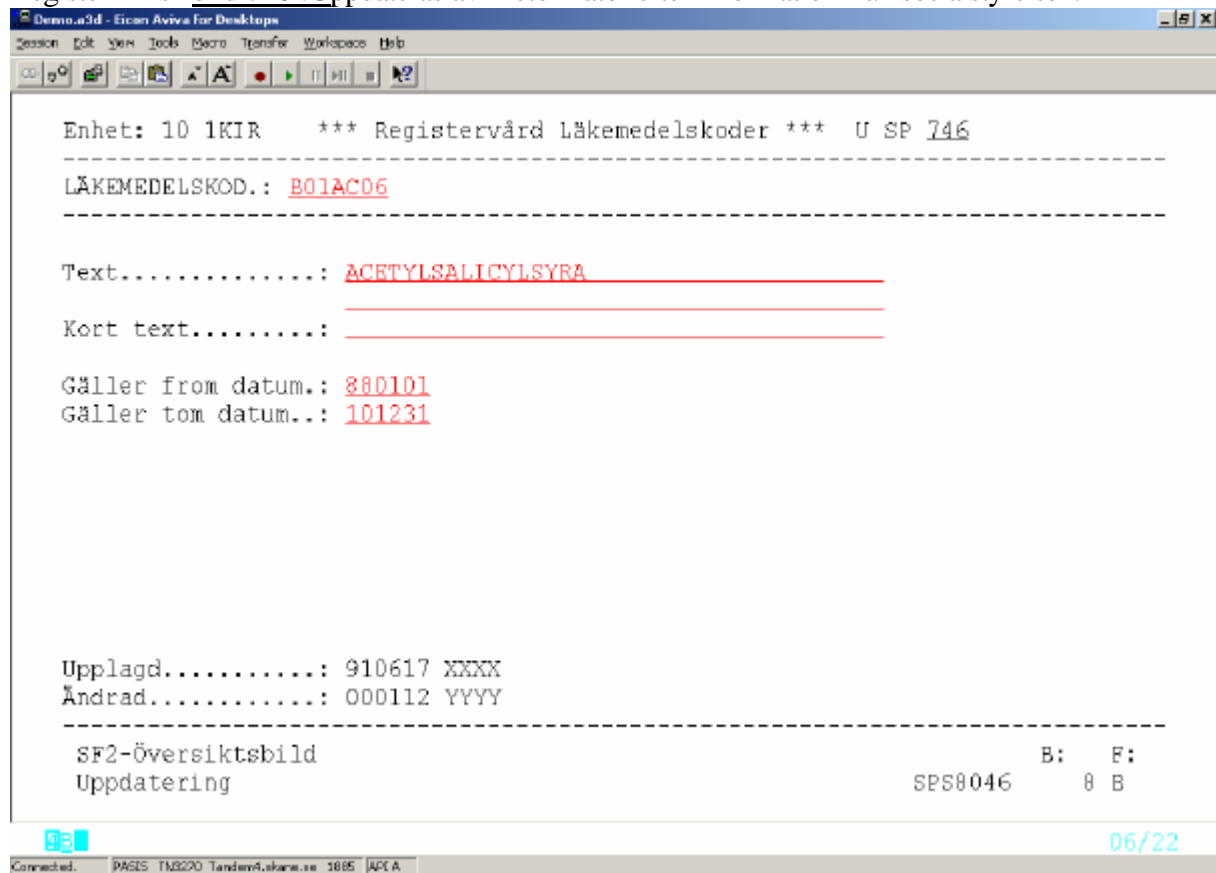 Demo.a3d - Eicon Aviva for Desktops
Session Edit View Tools Macro Transfer Workspace Help
Enhet: 10 1KIR *** Registervård Läkemedelskoder *** U SP 746
LÄKEMEDELSKOD.: B01AC06
Text..............: ACETYLSALICYLSYRA
Kort text.........:
Gäller from datum.: 880101
Gäller tom datum..: 101231
Upplagd...........: 910617 XXXX
Ändrad............: 000112 YYYY
SF2-Översiktsbild B: F:
Uppdatering SPS8046 8 B
06/22
Connected. PASIS TN3270 Tandem4.skane.se 1885 APL A